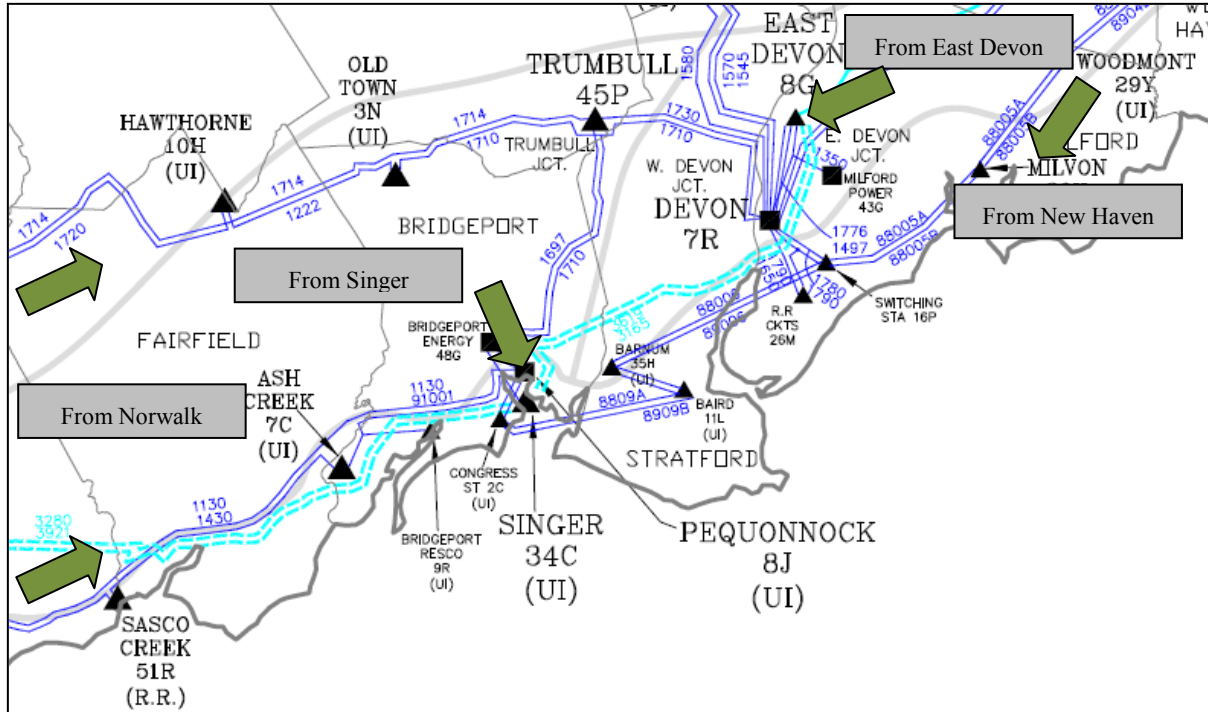 EAST
DEVON
8G
From East Devon
WOODMONT
29Y
(UI)
1580
1570
1545
OLD
TOWN
3N
(UI)
TRUMBULL
45P
HAWTHORNE
10H
(UI)
1714
1710
1730
1710
TRUMBULL
JCT.
W. DEVON
JCT.
E. DEVON
JCT.
1350
MILFORD
POWER
43G
88005A
MILVON
From New Haven
DEVON
7R
1714
1222
1714
1720
BRIDGEPORT
1697
1710
1776
1497
88005A
88005B
1780
1790
SWITCHING
STA 16P
R.R
CKTS
26M
From Singer
FAIRFIELD
BRIDGEPORT
ENERGY
48G
3165
BARNUM
35H
(UI)
BAIRD
11L
(UI)
8809A
8909B
STRATFORD
From Norwalk
ASH
CREEK
7C
(UI)
1130
91001
CONGRESS
ST 2C
(UI)
BRIDGEPORT
RESCO
9R
(UI)
SINGER
34C
(UI)
PEQUONNOCK
8J
(UI)
1130
1430
3280
SASCO
CREEK
51R
(R.R.)